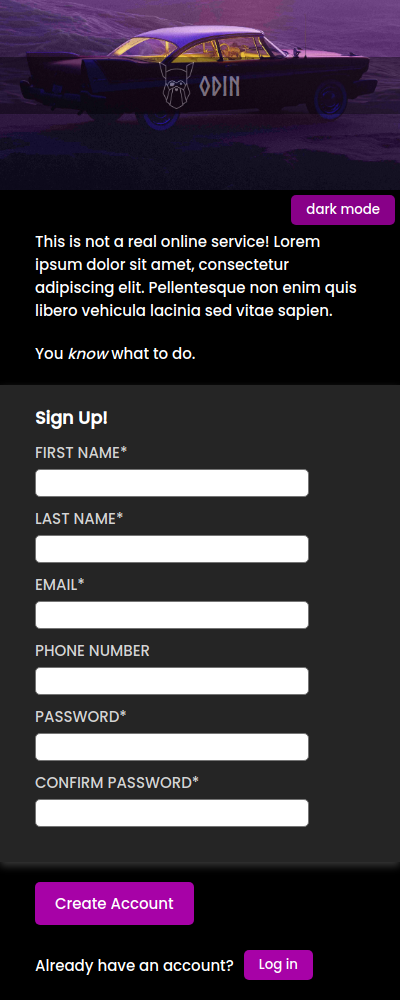 ODIN
dark mode
This is not a real online service! Lorem
ipsum dolor sit amet, consectetur
adipiscing elit. Pellentesque non enim quis
libero vehicula lacinia sed vitae sapien.
You know what to do.
Sign Up!
FIRST NAME*
LAST NAME*
EMAIL*
PHONE NUMBER
PASSWORD*
CONFIRM PASSWORD*
Create Account
Already have an account? Log in